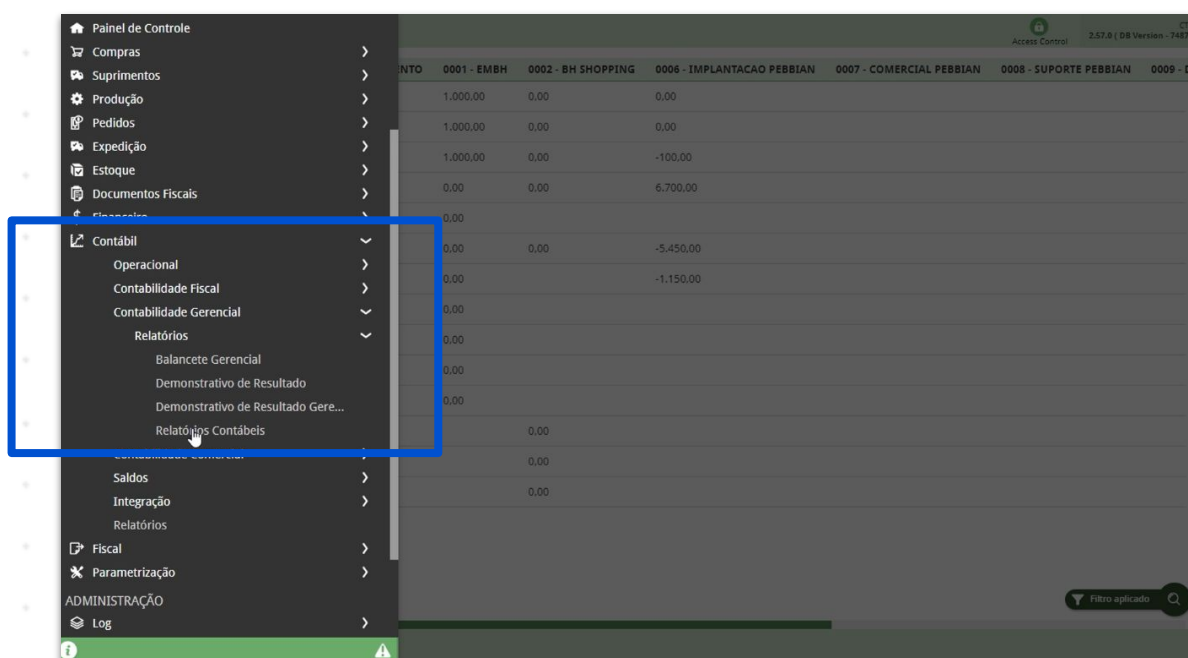 Painel de Controle
Compras
Suprimentos
Produção
Pedidos
Expedição
Estoque
Documentos Fiscais
Financeiro
Contábil
Operacional
Contabilidade Fiscal
Contabilidade Gerencial
Relatórios
Balancete Gerencial
Demonstrativo de Resultado
Demonstrativo de Resultado Gere...
Relatórios Contábeis
Contabilidade Comercial
Saldos
Integração
Relatórios
Fiscal
Parametrização
ADMINISTRAÇÃO
Log
Access Control
2.57.0 ( DB Version - 7487
NTO 0001 - EMBH 0002 - BH SHOPPING 0006 - IMPLANTACAO PEBBIAN 0007 - COMERCIAL PEBBIAN 0008 - SUPORTE PEBBIAN 0009 -
1.000,00 0,00 0,00
1.000,00 0,00 0,00
1.000,00 0,00 -100,00
0,00 0,00 6.700,00
0,00
0,00 0,00 -5.450,00
0,00 -1.150,00
0,00
0,00
0,00
0,00
0,00
0,00
0,00
Filtro aplicado